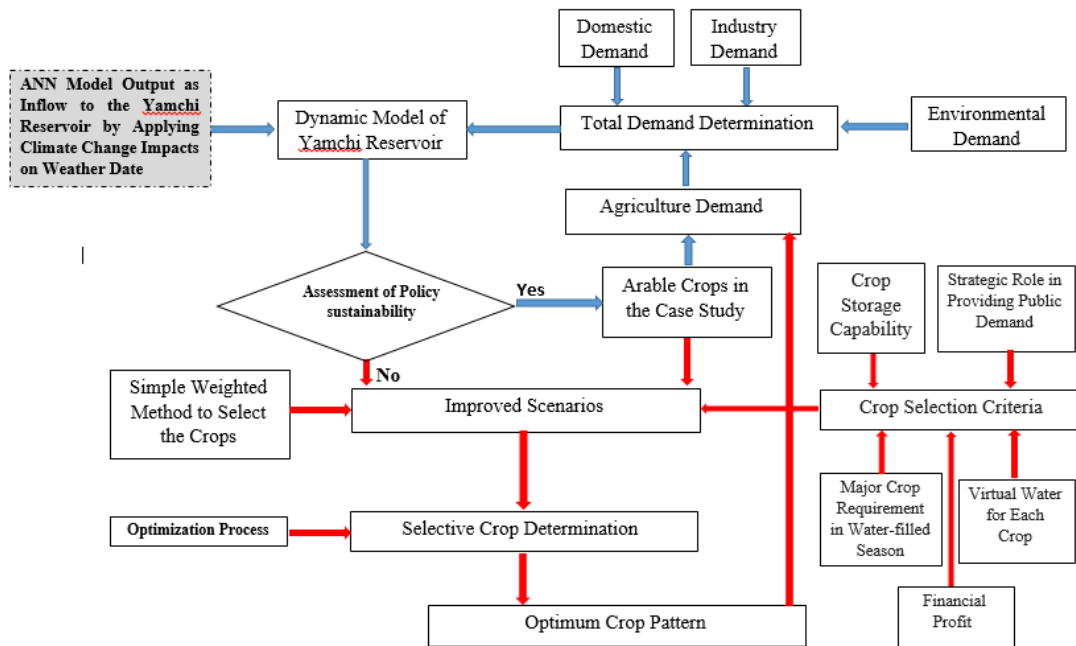 Domestic
Demand
Industry
Demand
ANN Model Output as
Inflow to the Yamchi
Reservoir by Applying
Climate Change Impacts
on Weather Date
Dynamic Model of
Yamchi Reservoir
Total Demand Determination
Environmental
Demand
Agriculture Demand
Assessment of Policy
sustainability
Yes
Arable Crops in
the Case Study
Crop
Storage
Capability
Strategic Role in
Providing Public
Demand
No
Simple Weighted
Method to Select
the Crops
Improved Scenarios
Crop Selection Criteria
Major Crop
Requirement
in Water-filled
Season
Virtual Water
for Each
Crop
Optimization Process
Selective Crop Determination
Financial
Profit
Optimum Crop Pattern